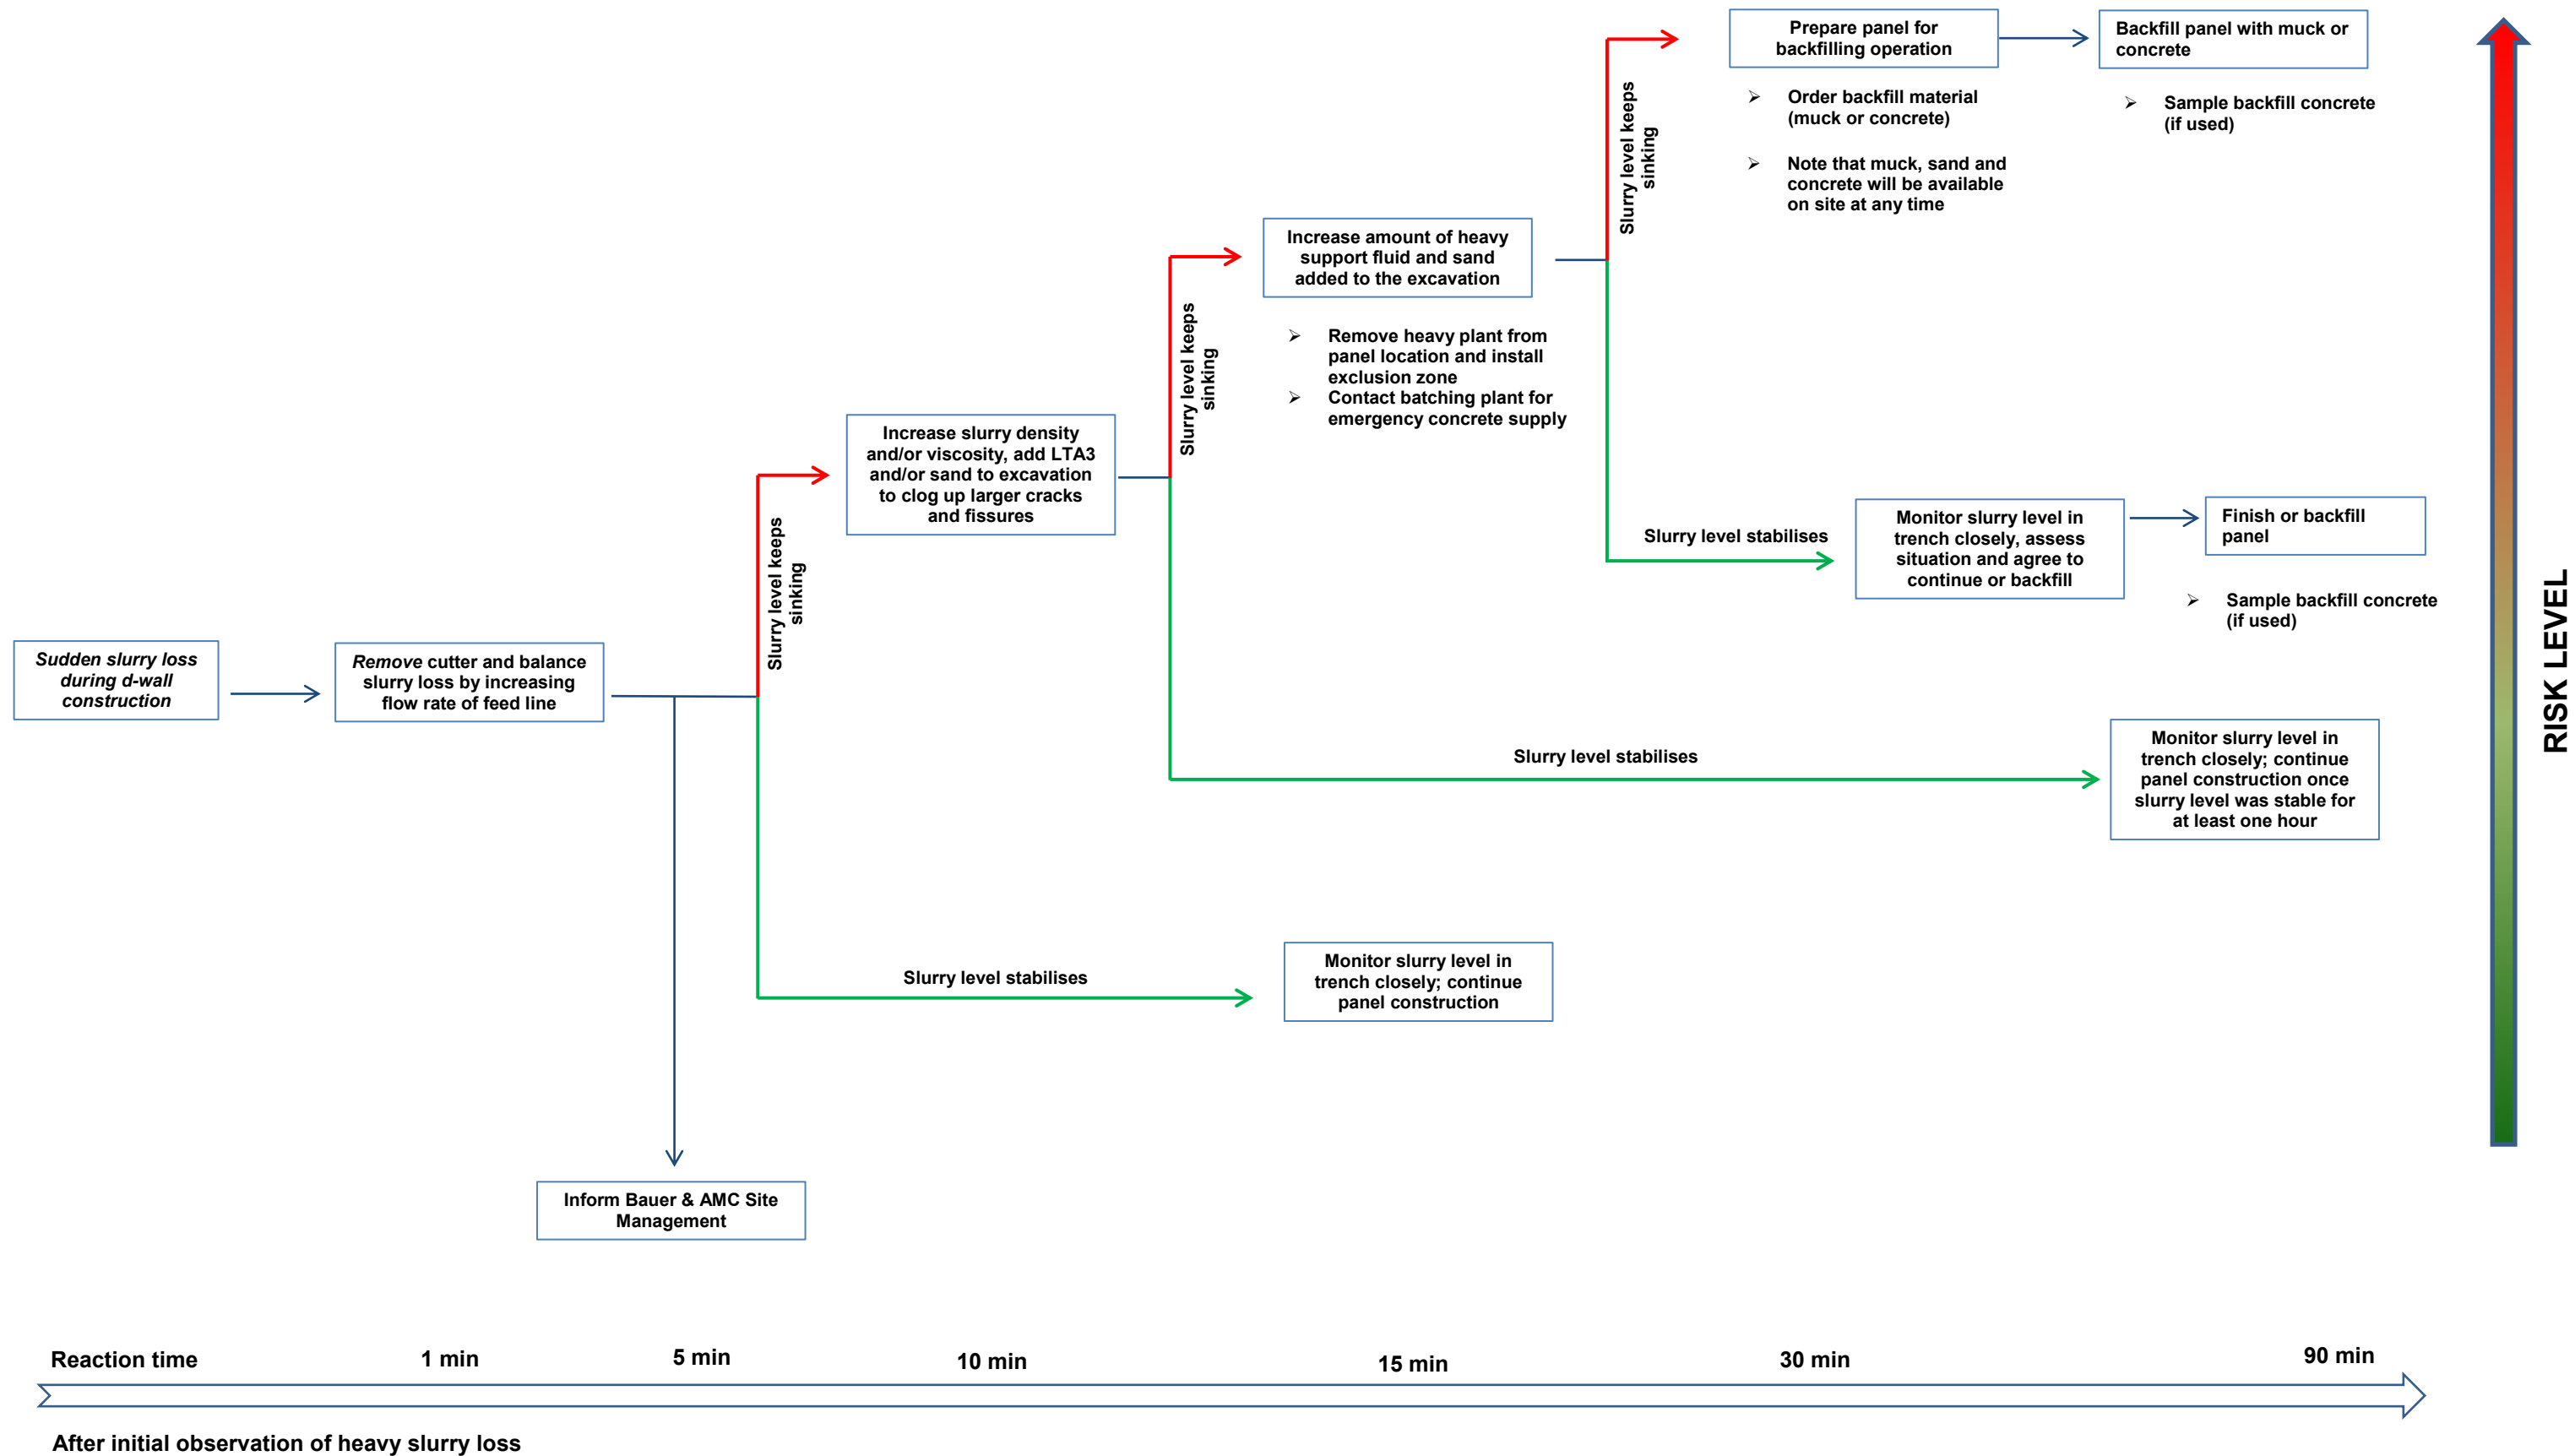 Prepare panel for
backfilling operation
Backfill panel with muck or
concrete
➢ Order backfill material
(muck or concrete)
➢ Note that muck, sand and
concrete will be available
on site at any time
➢ Sample backfill concrete
(if used)
Slurry level keeps
sinking
Increase amount of heavy
support fluid and sand
added to the excavation
➢ Remove heavy plant from
panel location and install
exclusion zone
➢ Contact batching plant for
emergency concrete supply
Slurry level keeps
sinking
Increase slurry density
and/or viscosity, add LTA3
and/or sand to excavation
to clog up larger cracks
and fissures
Slurry level stabilises
Monitor slurry level in
trench closely, assess
situation and agree to
continue or backfill
Finish or backfill
panel
➢ Sample backfill concrete
(if used)
Slurry level keeps
sinking
Sudden slurry loss
during d-wall
construction
Remove cutter and balance
slurry loss by increasing
flow rate of feed line
Slurry level stabilises
Monitor slurry level in
trench closely; continue
panel construction once
slurry level was stable for
at least one hour
Slurry level stabilises
Monitor slurry level in
trench closely; continue
panel construction
Inform Bauer & AMC Site
Management
RISK LEVEL
Reaction time 1 min 5 min 10 min 15 min 30 min 90 min
After initial observation of heavy slurry loss